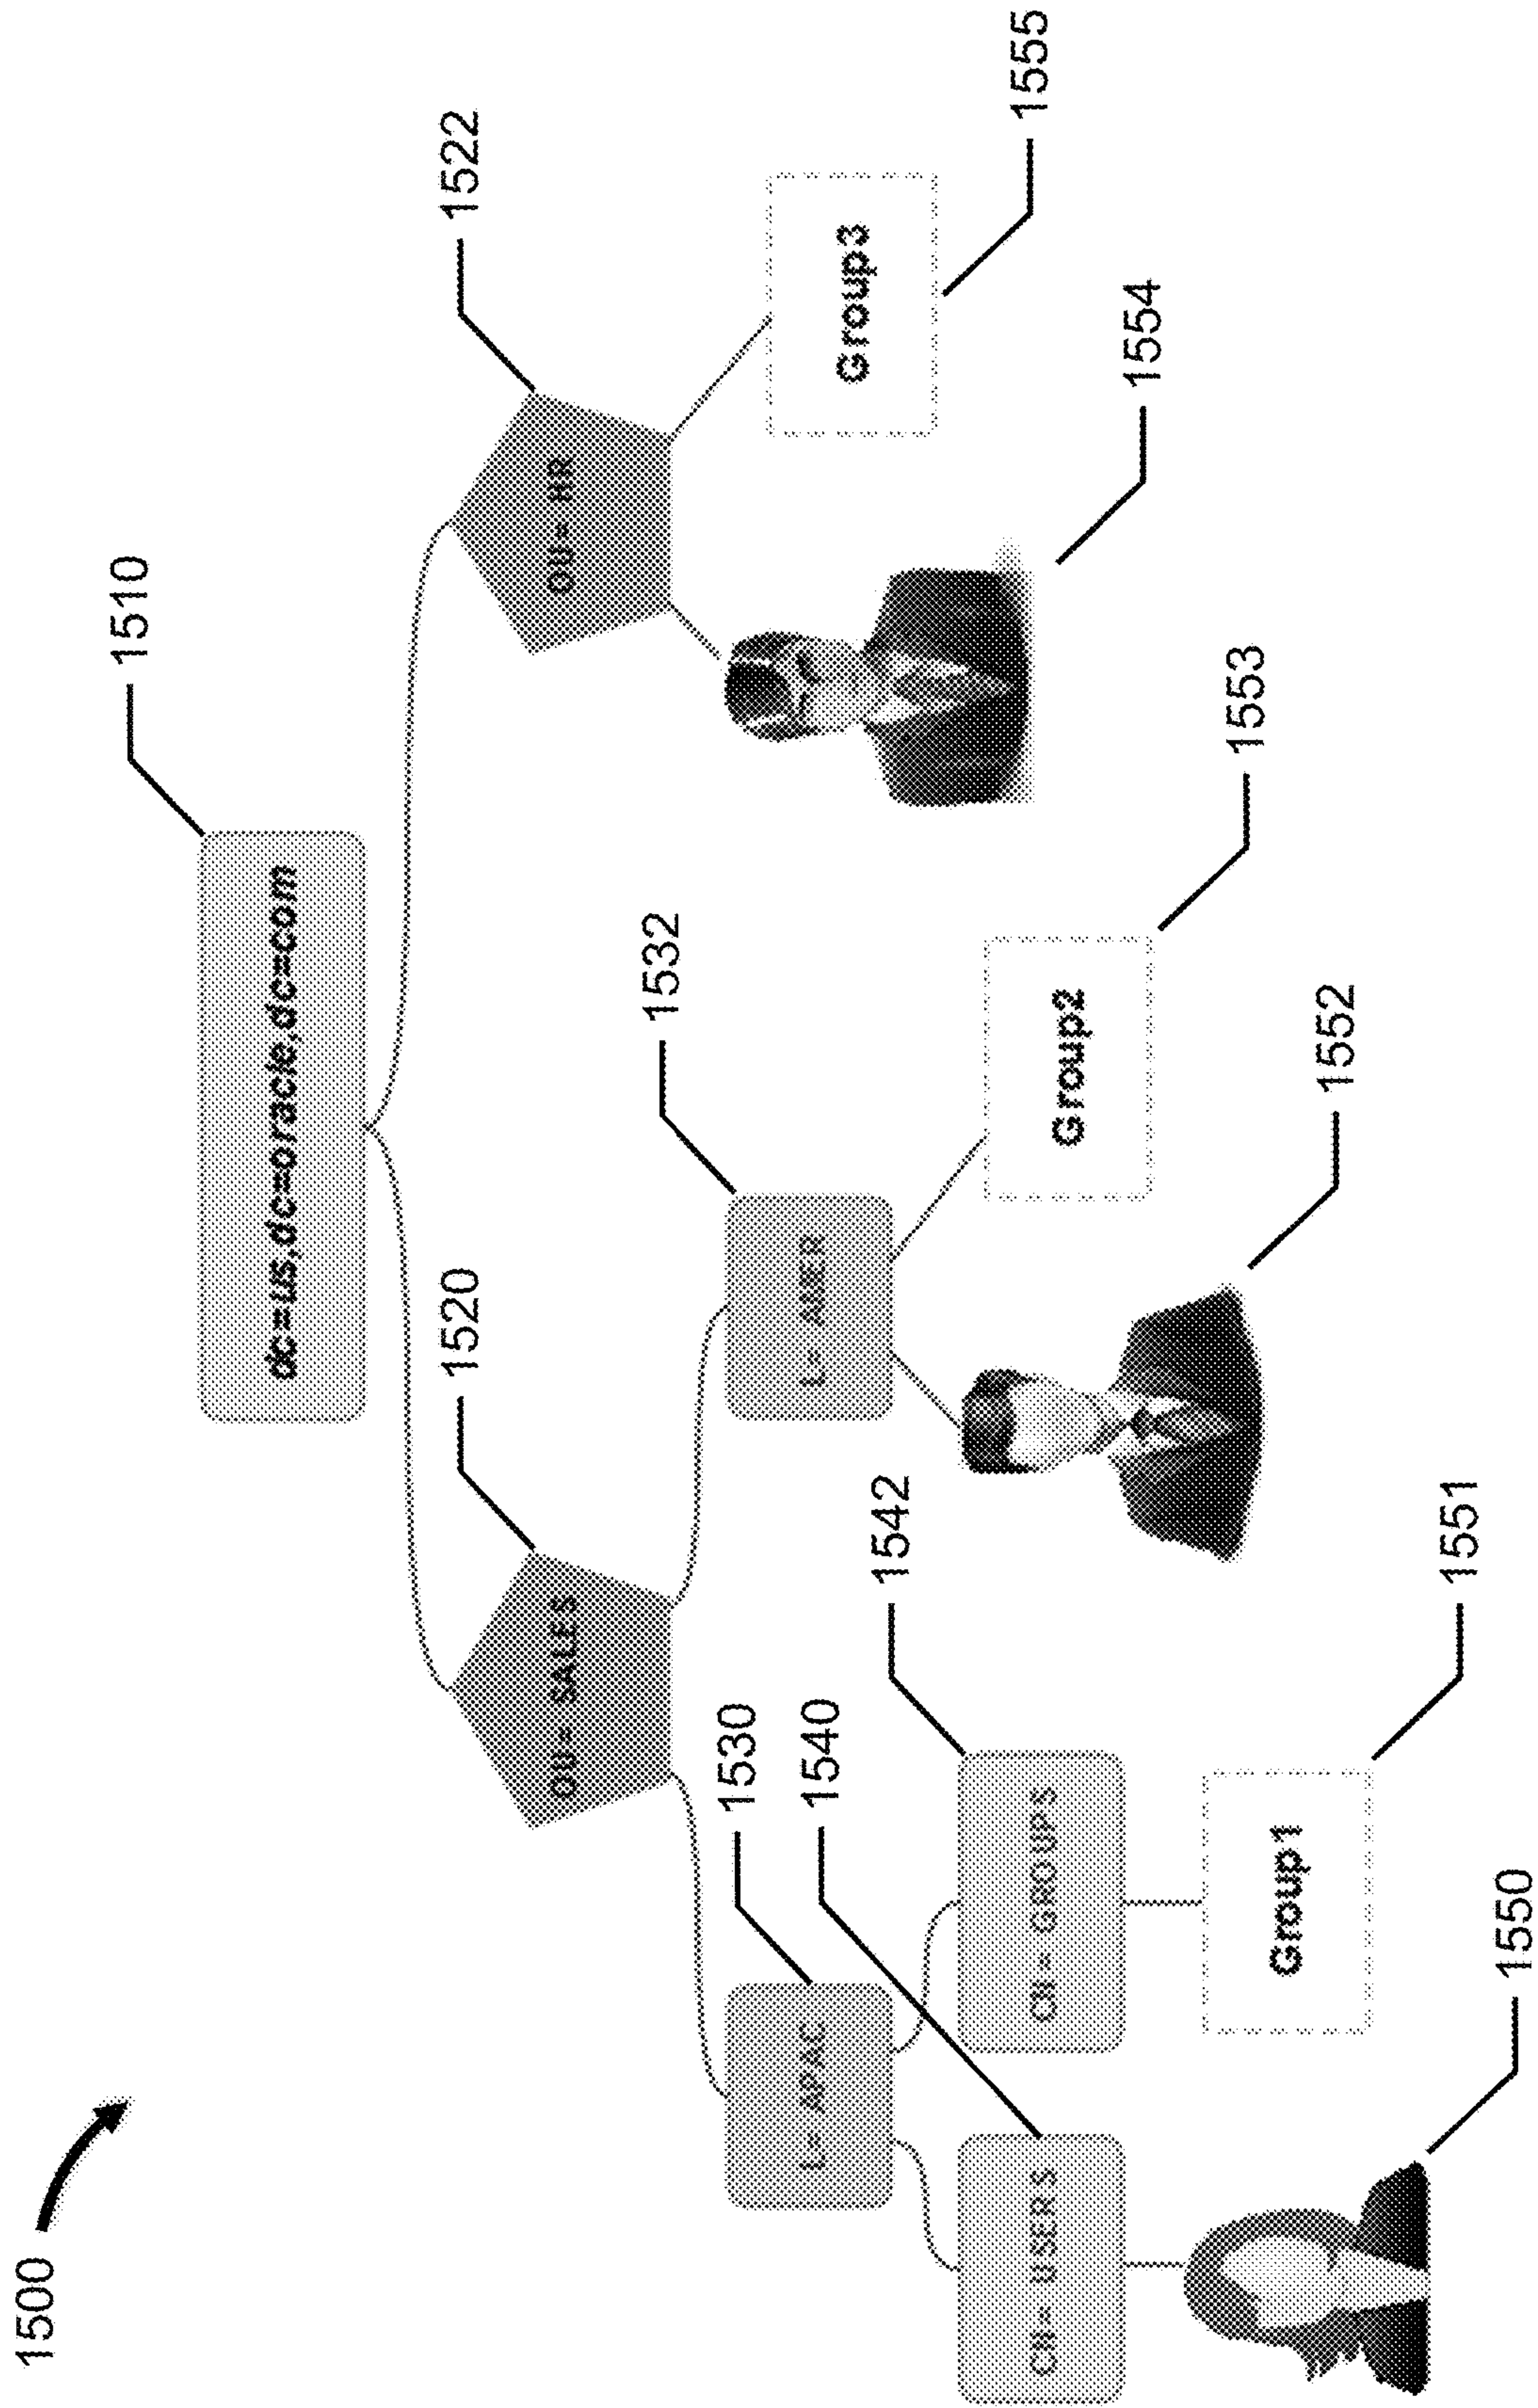 1500
1510
dc=us,dc=oracle,dc=com
1520
1522
OU= SALES
OU= HR
1530
1532
1540
1542
L= APAC
L= AMER
Group3
1555
CN= USERS
CN= GROUPS
Group2
1554
1553
Group1
1552
1551
1550